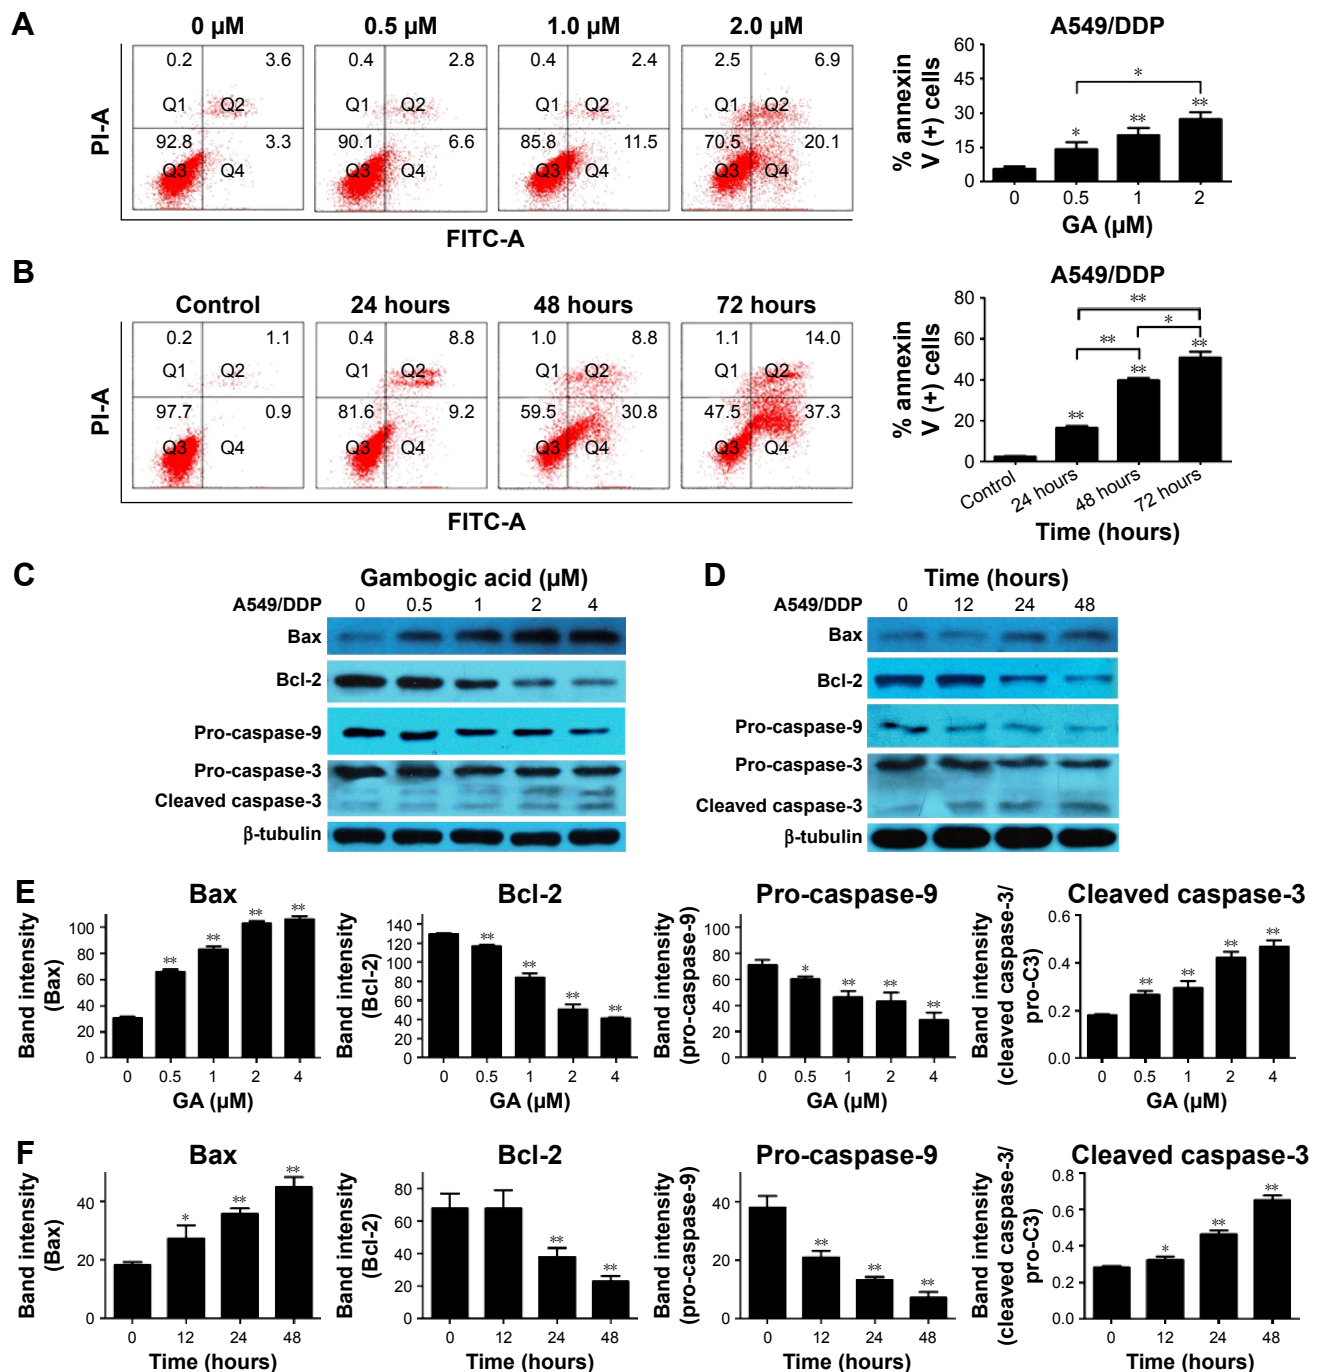 A
0 µM 0.5 µM 1.0 µM 2.0 µM
0.2 3.6 0.4 2.8 0.4 2.4 2.5 6.9
Q1 Q2 Q1 Q2 Q1 Q2 Q1 Q2
92.8 3.3 90.1 6.6 85.8 11.5 70.5 20.1
Q3 Q4 Q3 Q4 Q3 Q4 Q3 Q4
PI-A
FITC-A
A549/DDP
% annexin
V (+) cells
60
45
30
15
0
* ** **
*
0 0.5 1 2
GA (µM)
B
Control 24 hours 48 hours 72 hours
0.2 1.1 0.4 8.8 1.0 8.8 1.1 14.0
Q1 Q2 Q1 Q2 Q1 Q2 Q1 Q2
97.7 0.9 81.6 9.2 59.5 30.8 47.5 37.3
Q3 Q4 Q3 Q4 Q3 Q4 Q3 Q4
PI-A
FITC-A
A549/DDP
% annexin
V (+) cells
80
60
40
20
0
**
*
**
** ** **
Control 24 hours 48 hours 72 hours
Time (hours)
C
Gambogic acid (µM)
A549/DDP 0 0.5 1 2 4
Bax
Bcl-2
Pro-caspase-9
Pro-caspase-3
Cleaved caspase-3
β-tubulin
D
Time (hours)
A549/DDP 0 12 24 48
Bax
Bcl-2
Pro-caspase-9
Pro-caspase-3
Cleaved caspase-3
β-tubulin
E
Bax
Band intensity
(Bax)
100
80
60
40
20
0
** ** ** **
0 0.5 1 2 4
GA (µM)
Bcl-2
Band intensity
(Bcl-2)
140
120
100
80
60
40
20
0
** ** ** **
0 0.5 1 2 4
GA (µM)
Pro-caspase-9
Band intensity
(pro-caspase-9)
100
80
60
40
20
0
* ** ** **
0 0.5 1 2 4
GA (µM)
Cleaved caspase-3
Band intensity
(cleaved caspase-3/
pro-C3)
0.6
0.4
0.2
0.0
** ** ** **
0 0.5 1 2 4
GA (µM)
F
Bax
Band intensity
(Bax)
40
20
0
* ** **
0 12 24 48
Time (hours)
Bcl-2
Band intensity
(Bcl-2)
80
60
40
20
0
** **
0 12 24 48
Time (hours)
Pro-caspase-9
Band intensity
(pro-caspase-9)
40
20
0
** ** **
0 12 24 48
Time (hours)
Cleaved caspase-3
Band intensity
(cleaved caspase-3/
pro-C3)
0.8
0.6
0.4
0.2
0.0
* ** **
0 12 24 48
Time (hours)